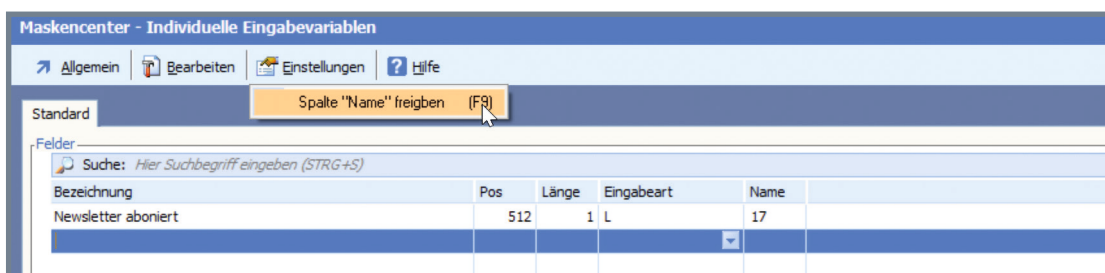 Maskencenter - Individuelle Eingabevariablen
Allgemein Bearbeiten Einstellungen Hilfe
Spalte "Name" freigben (F9)
Standard
Felder
Suche: Hier Suchbegriff eingeben (STRG+S)
Bezeichnung Pos Länge Eingabeart Name
Newsletter aboniert 512 1 L 17